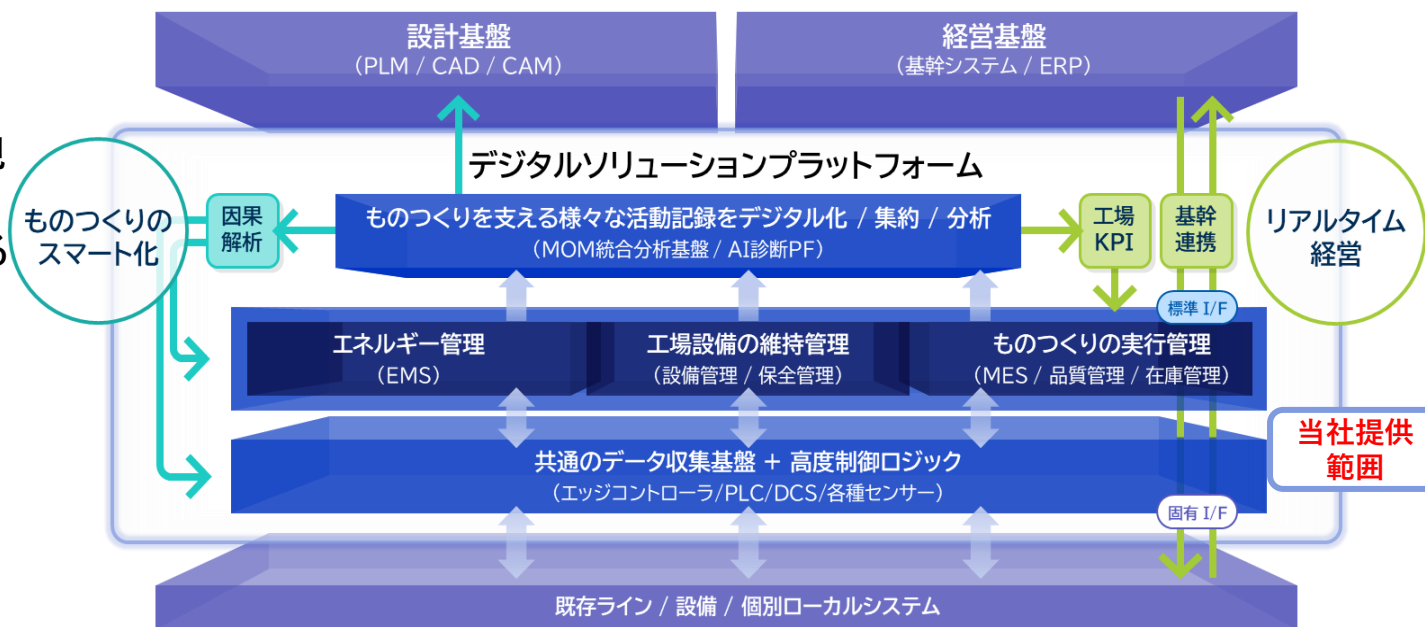 設計基盤
(PLM / CAD / CAM)
経営基盤
(基幹システム / ERP)
デジタルソリューションプラットフォーム
ものつくりの
スマート化
因果
解析
ものつくりを支える様々な活動記録をデジタル化 / 集約 / 分析
(MOM統合分析基盤 / AI診断PF)
工場
KPI
基幹
連携
リアルタイム
経営
標準 I/F
エネルギー管理
(EMS)
工場設備の維持管理
(設備管理 / 保全管理)
ものつくりの実行管理
(MES / 品質管理 / 在庫管理)
当社提供
範囲
共通のデータ収集基盤 + 高度制御ロジック
(エッジコントローラ/PLC/DCS/各種センサー)
固有 I/F
既存ライン / 設備 / 個別ローカルシステム